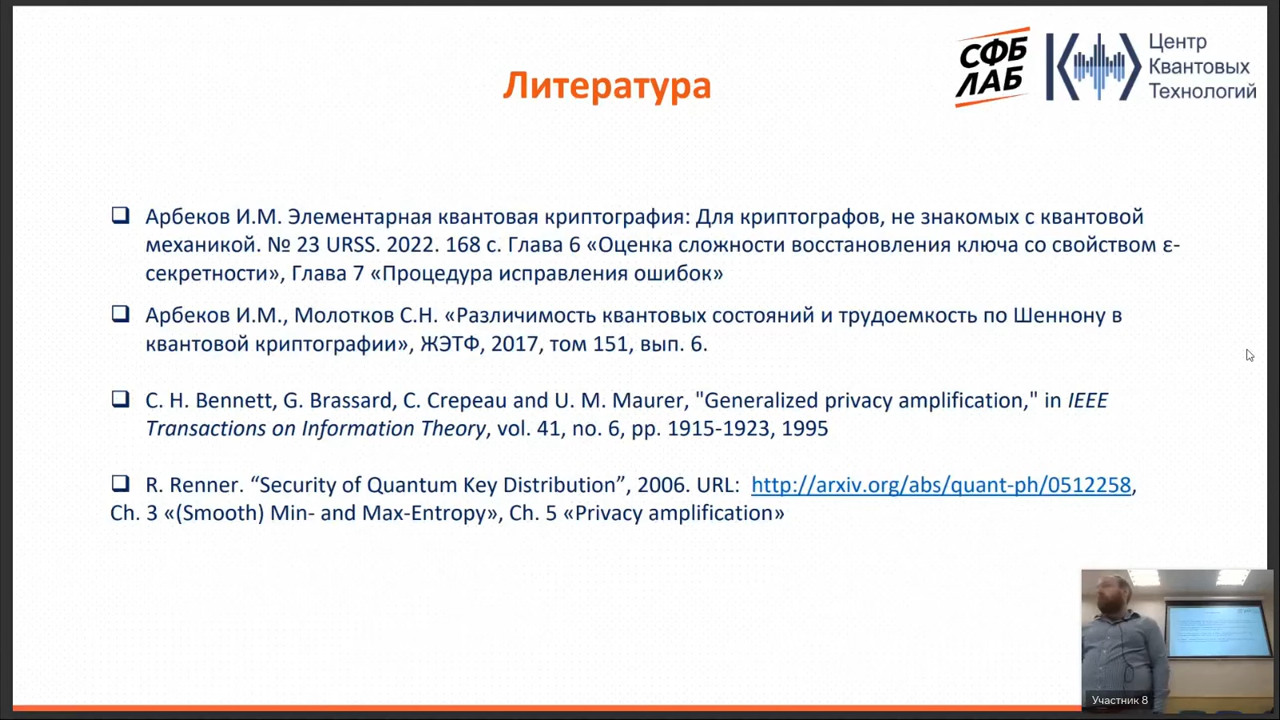 Литература
СФБ
ЛАБ
Центр
Квантовых
Технологий
❑ Арбеков И.М. Элементарная квантовая криптография: Для криптографов, не знакомых с квантовой
механикой. № 23 URSS. 2022. 168 с. Глава 6 «Оценка сложности восстановления ключа со свойством ε-
секретности», Глава 7 «Процедура исправления ошибок»
❑ Арбеков И.М., Молотков С.Н. «Различимость квантовых состояний и трудоемкость по Шеннону в
квантовой криптографии», ЖЭТФ, 2017, том 151, вып. 6.
❑ C. H. Bennett, G. Brassard, C. Crepeau and U. M. Maurer, "Generalized privacy amplification," in IEEE
Transactions on Information Theory, vol. 41, no. 6, pp. 1915-1923, 1995
❑ R. Renner. “Security of Quantum Key Distribution”, 2006. URL: http://arxiv.org/abs/quant-ph/0512258,
Ch. 3 «(Smooth) Min- and Max-Entropy», Ch. 5 «Privacy amplification»
Участник 8